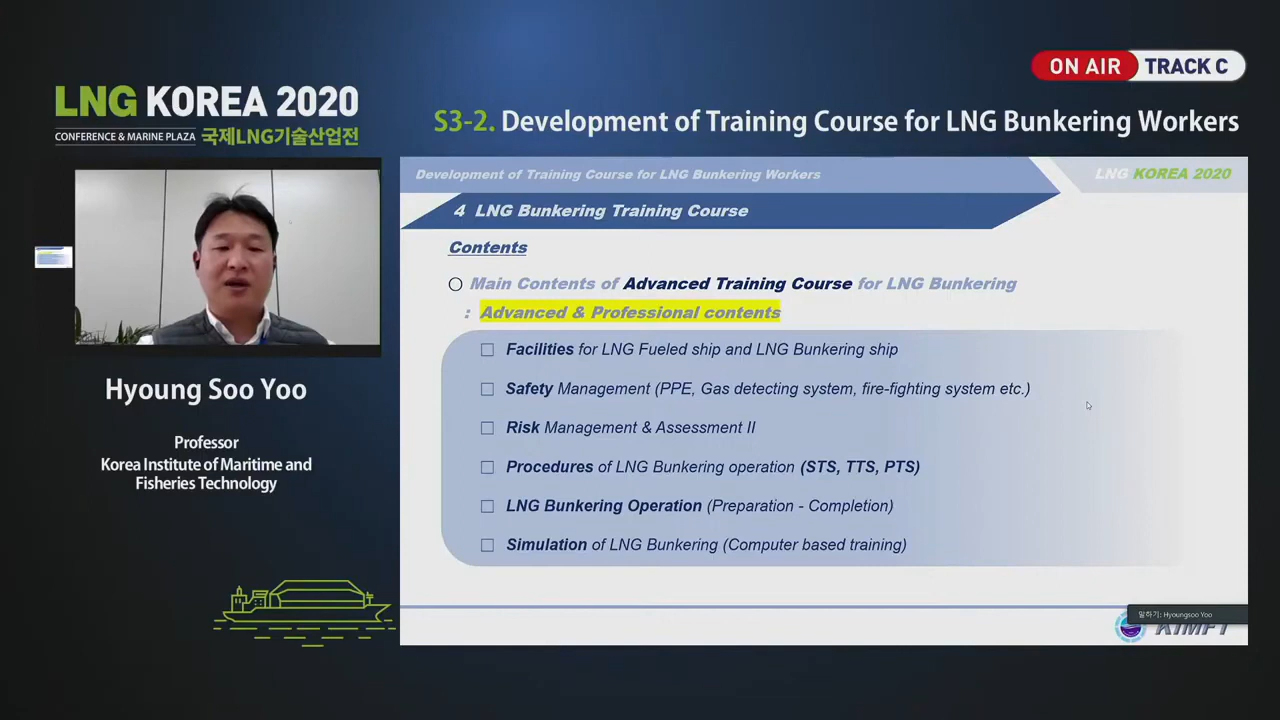 ON AIR TRACK C
LNG KOREA 2020
CONFERENCE & MARINE PLAZA 국제LNG기술산업전
S3-2. Development of Training Course for LNG Bunkering Workers
Development of Training Course for LNG Bunkering Workers
LNG KOREA 2020
4 LNG Bunkering Training Course
Contents
○ Main Contents of Advanced Training Course for LNG Bunkering
: Advanced & Professional contents
□ Facilities for LNG Fueled ship and LNG Bunkering ship
□ Safety Management (PPE, Gas detecting system, fire-fighting system etc.)
□ Risk Management & Assessment II
□ Procedures of LNG Bunkering operation (STS, TTS, PTS)
□ LNG Bunkering Operation (Preparation - Completion)
□ Simulation of LNG Bunkering (Computer based training)
Hyoung Soo Yoo
Professor
Korea Institute of Maritime and
Fisheries Technology
말하기: Hyoungsoo Yoo
KIMFT